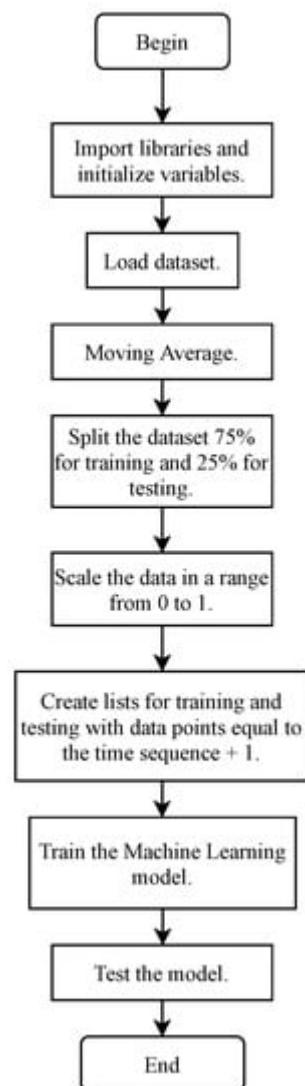 Begin
Import libraries and
initialize variables.
Load dataset.
Moving Average.
Split the dataset 75%
for training and 25% for
testing.
Scale the data in a range
from 0 to 1.
Create lists for training and
testing with data points equal to
the time sequence + 1.
Train the Machine Learning
model.
Test the model.
End